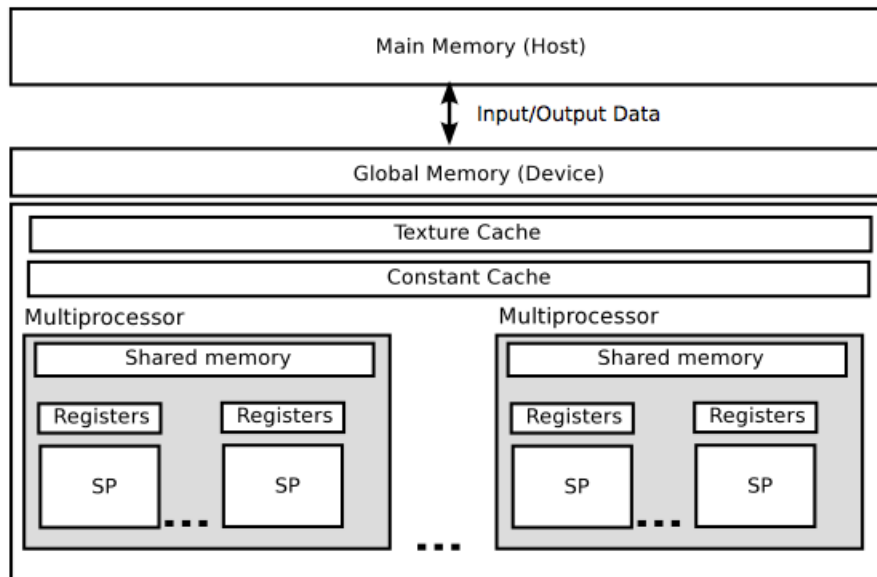 Main Memory (Host)
Input/Output Data
Global Memory (Device)
Texture Cache
Constant Cache
Multiprocessor
Shared memory
Registers
Registers
SP
SP
Multiprocessor
Shared memory
Registers
Registers
SP
SP